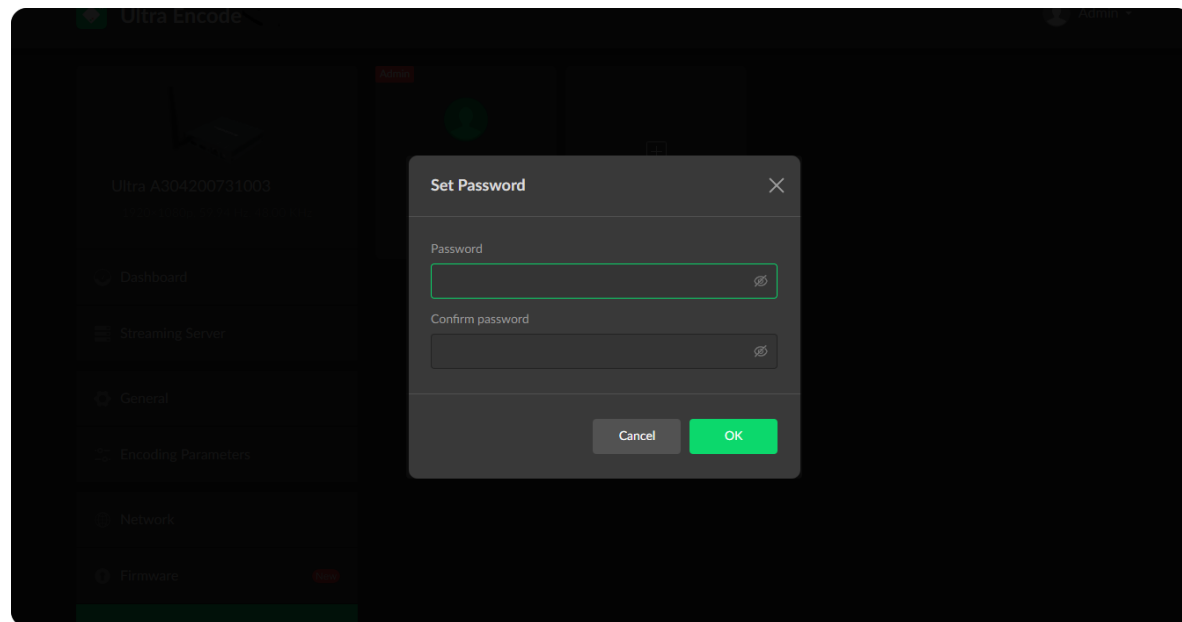 Ultra Encode
Admin
Admin
Ultra A304200731003
Set Password
Password
Confirm password
Cancel
OK
Dashboard
Streaming Server
General
Encoding Parameters
Network
Firmware